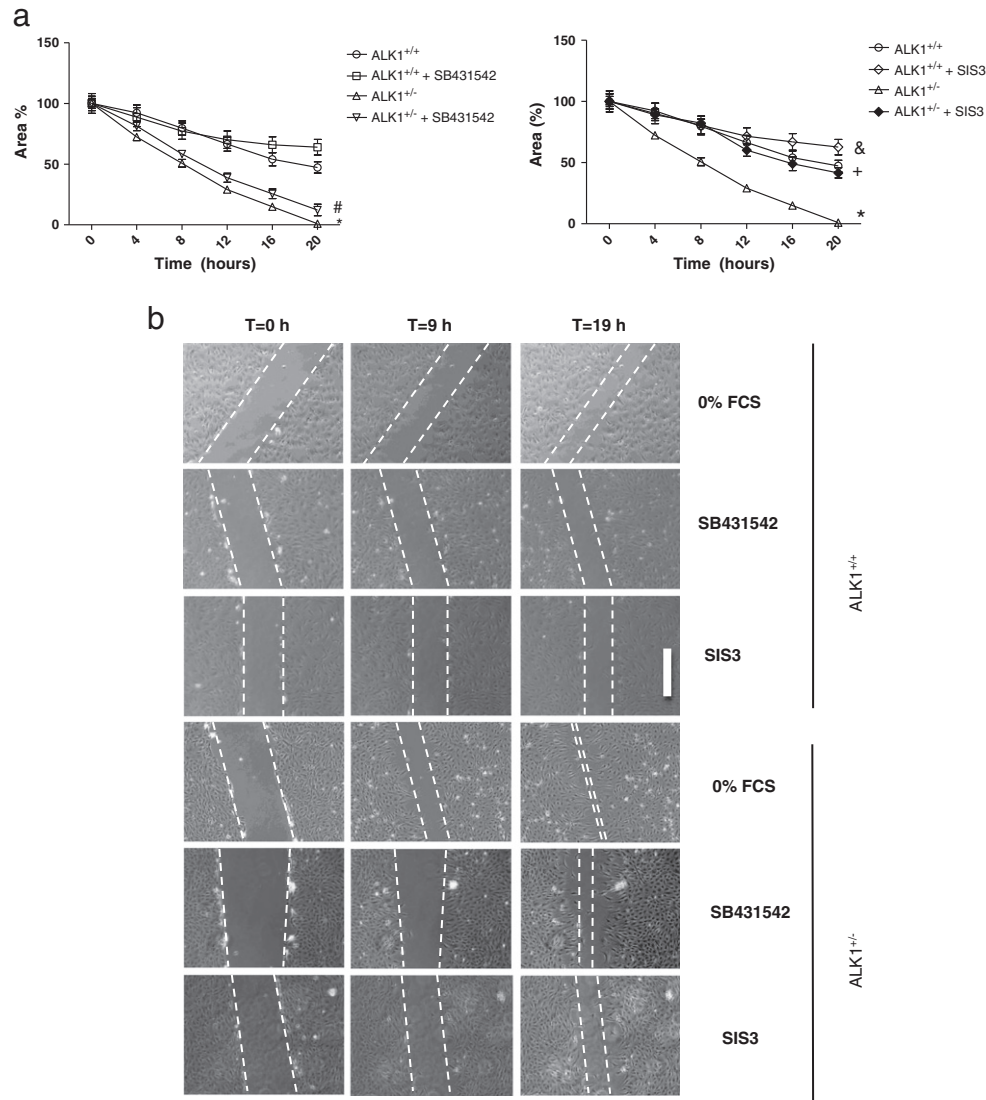 a
150
100
50
0
Area %
0 4 8 12 16 20
Time (hours)
ALK1+/+
ALK1+/+ + SB431542
ALK1+/-
ALK1+/- + SB431542
#
*
150
100
50
0
Area (%)
0 4 8 12 16 20
Time (hours)
ALK1+/+
ALK1+/+ + SIS3
ALK1+/-
ALK1+/- + SIS3
&
+
*
b
T=0 h T=9 h T=19 h
0% FCS
SB431542
SIS3
ALK1+/+
0% FCS
SB431542
SIS3
ALK1+/-